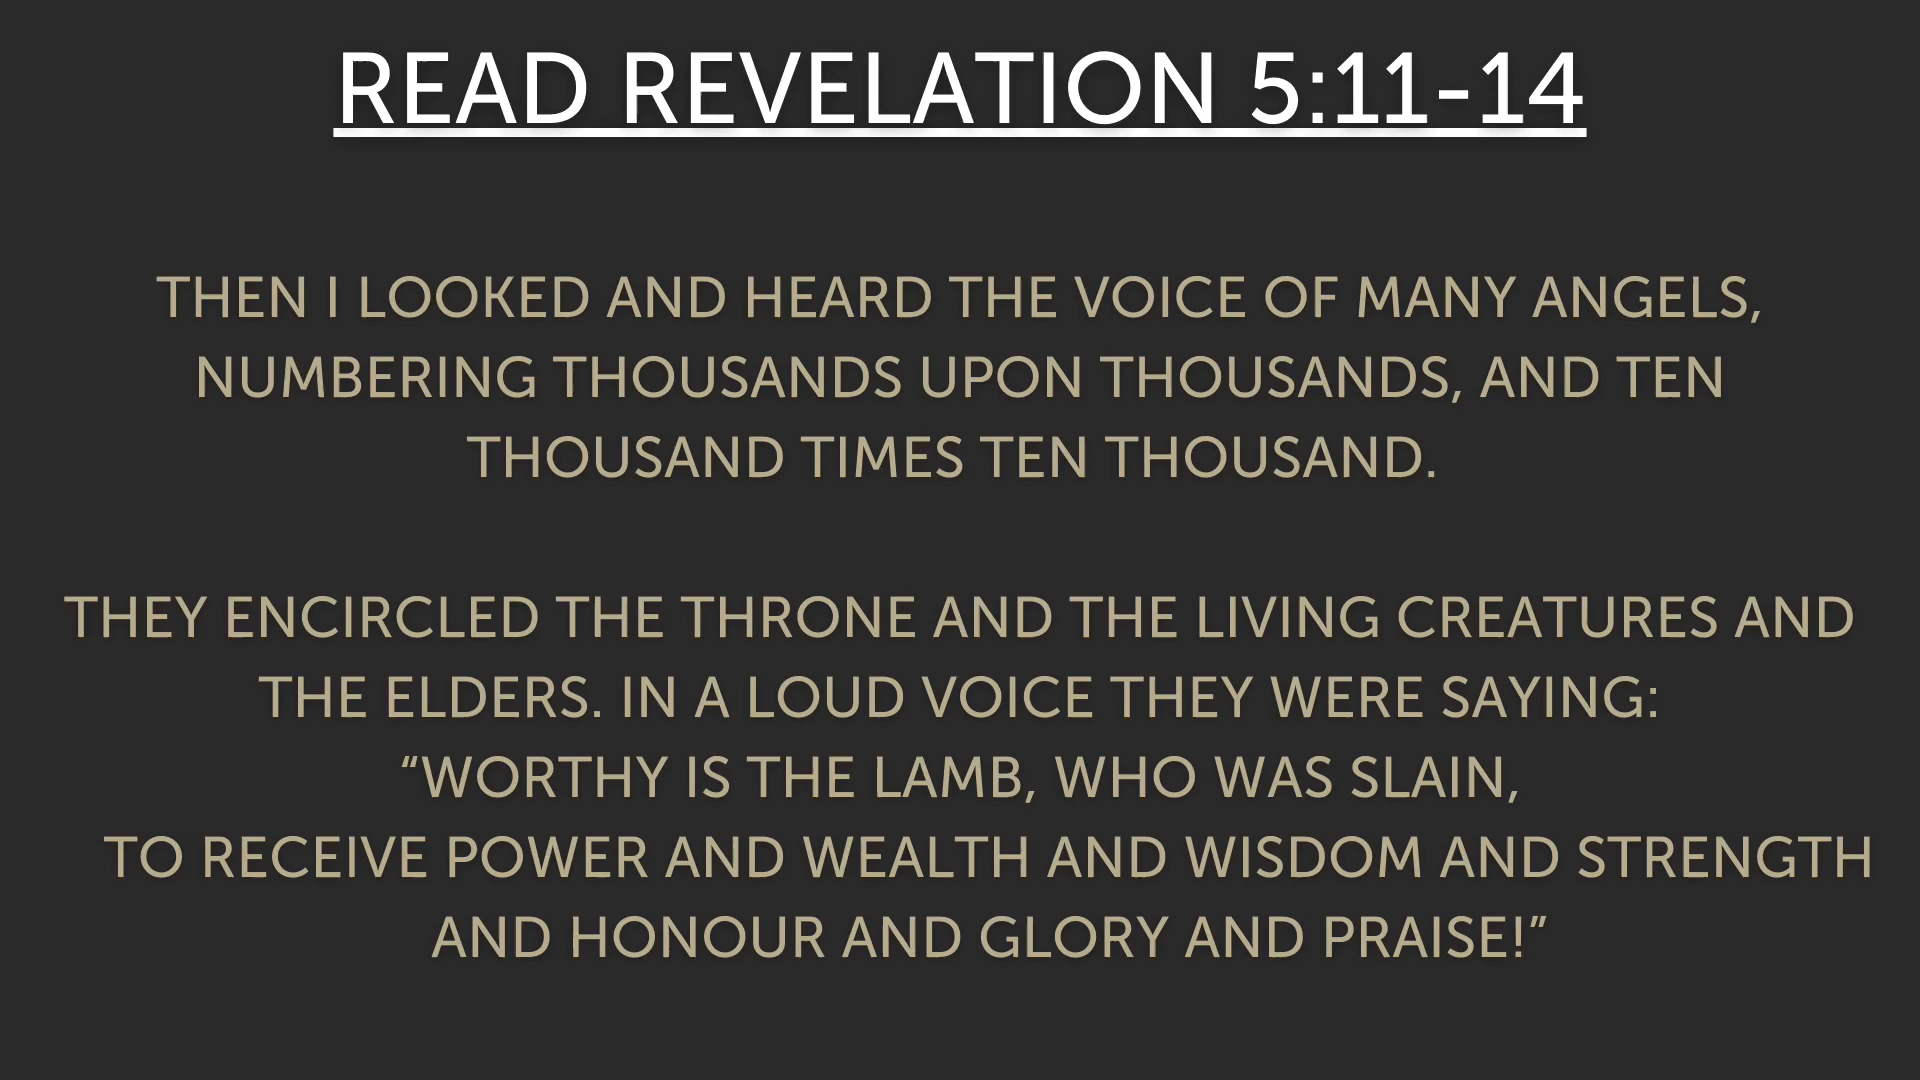 READ REVELATION 5:11-14
THEN I LOOKED AND HEARD THE VOICE OF MANY ANGELS,
NUMBERING THOUSANDS UPON THOUSANDS, AND TEN
THOUSAND TIMES TEN THOUSAND.
THEY ENCIRCLED THE THRONE AND THE LIVING CREATURES AND
THE ELDERS. IN A LOUD VOICE THEY WERE SAYING:
“WORTHY IS THE LAMB, WHO WAS SLAIN,
TO RECEIVE POWER AND WEALTH AND WISDOM AND STRENGTH
AND HONOUR AND GLORY AND PRAISE!”